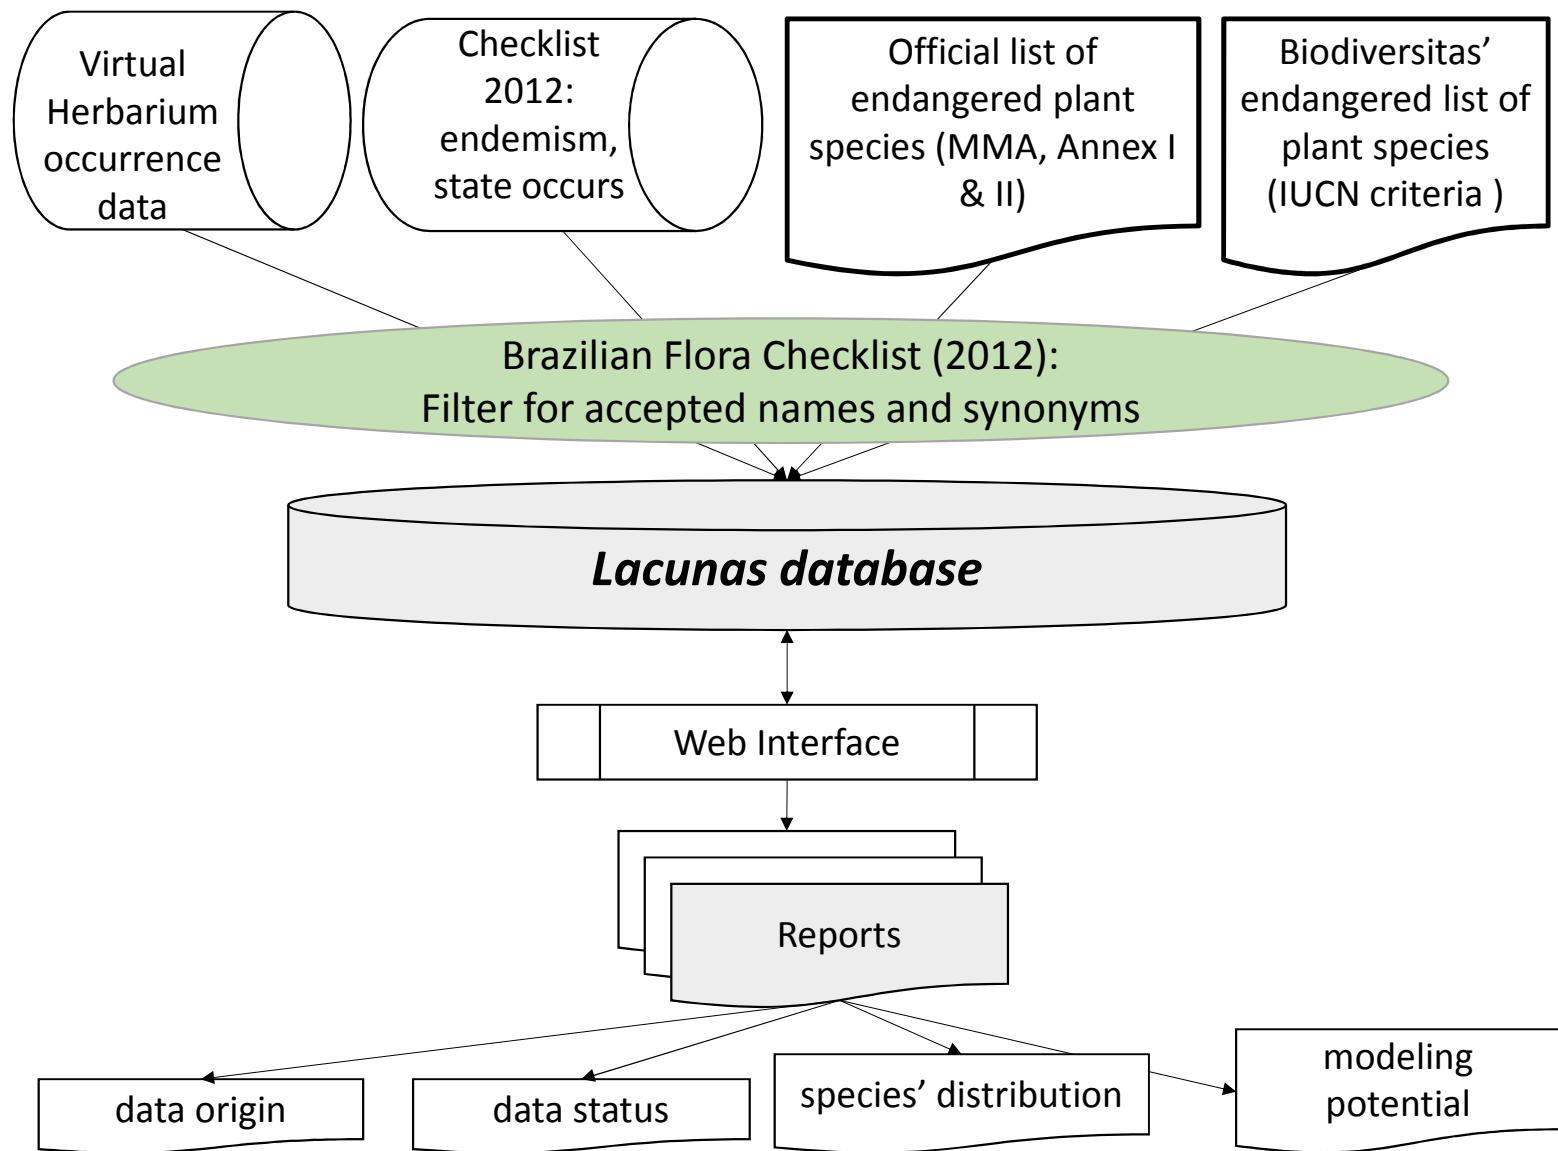 Virtual
Herbarium
occurrence
data
Checklist
2012:
endemism,
state occurs
Official list of
endangered plant
species (MMA, Annex I
& II)
Biodiversitas’
endangered list of
plant species
(IUCN criteria )
Brazilian Flora Checklist (2012):
Filter for accepted names and synonyms
Lacunas database
Web Interface
Reports
data origin
data status
species’ distribution
modeling
potential